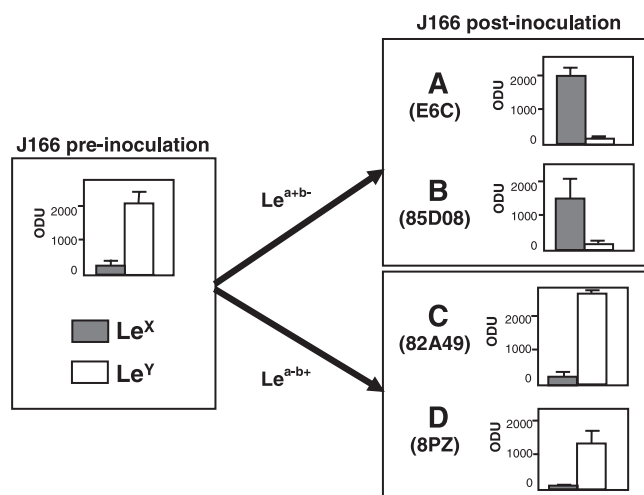 J166 post-inoculation
J166 pre-inoculation
ODU
2000
1000
0
Le^X
Le^Y
Le^a+b-
Le^a-b+
A
(E6C)
ODU
2000
1000
0
B
(85D08)
ODU
2000
1000
0
C
(82A49)
ODU
2000
1000
0
D
(8PZ)
ODU
2000
1000
0